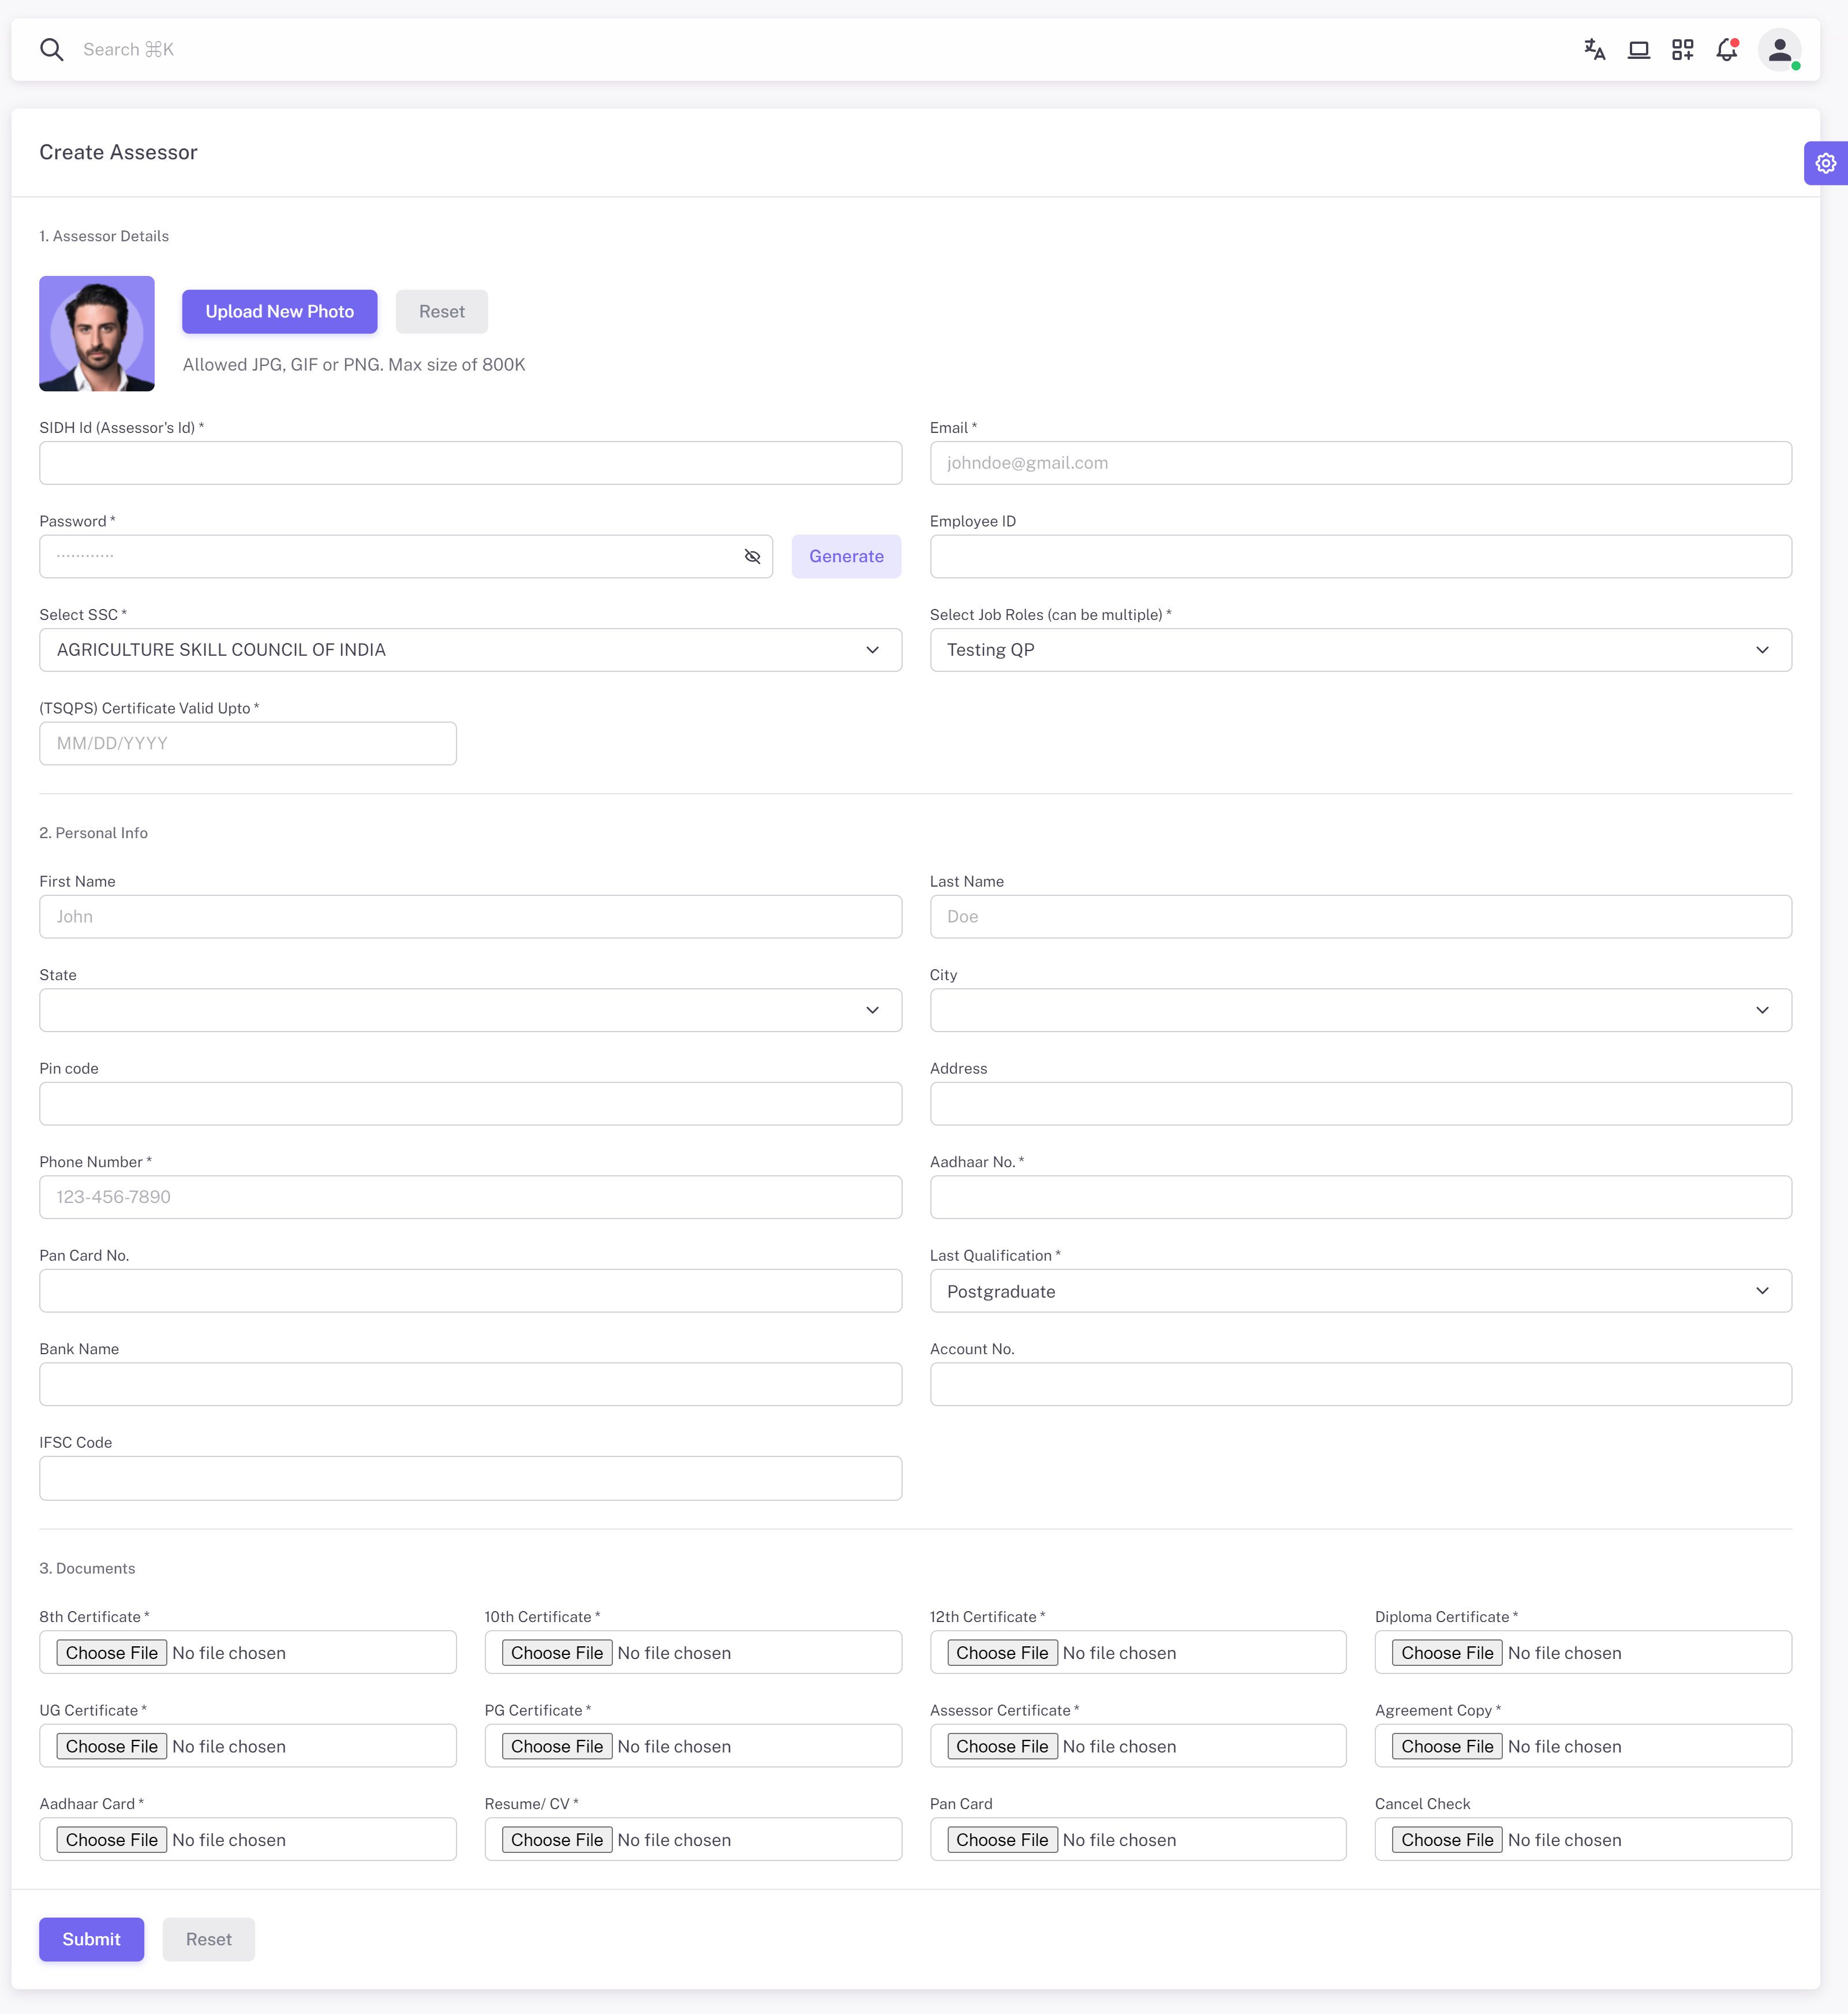 Search ⌘K
Create Assessor
1. Assessor Details
Upload New Photo
Reset
Allowed JPG, GIF or PNG. Max size of 800K
SIDH Id (Assessor's Id) *
Email *
johndoe@gmail.com
Password *
Employee ID
············
Generate
Select SSC *
Select Job Roles (can be multiple) *
AGRICULTURE SKILL COUNCIL OF INDIA
Testing QP
(TSQPS) Certificate Valid Upto *
MM/DD/YYYY
2. Personal Info
First Name
Last Name
John
Doe
State
City
Pin code
Address
Phone Number *
Aadhaar No. *
123-456-7890
Pan Card No.
Last Qualification *
Postgraduate
Bank Name
Account No.
IFSC Code
3. Documents
8th Certificate *
10th Certificate *
12th Certificate *
Diploma Certificate *
Choose File No file chosen
Choose File No file chosen
Choose File No file chosen
Choose File No file chosen
UG Certificate *
PG Certificate *
Assessor Certificate *
Agreement Copy *
Choose File No file chosen
Choose File No file chosen
Choose File No file chosen
Choose File No file chosen
Aadhaar Card *
Resume/ CV *
Pan Card
Cancel Check
Choose File No file chosen
Choose File No file chosen
Choose File No file chosen
Choose File No file chosen
Submit
Reset